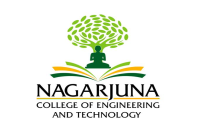 NAGARJUNA
COLLEGE OF ENGINEERING
AND TECHNOLOGY